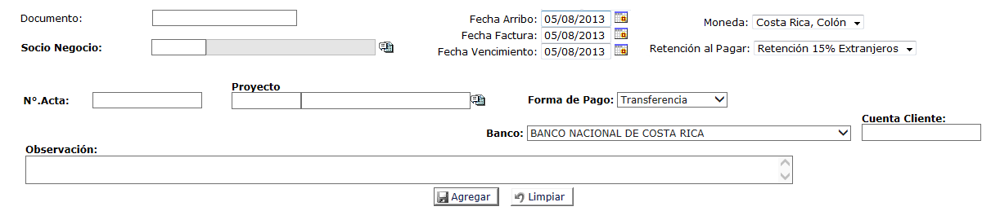 Documento:
Fecha Arribo: 05/08/2013
Moneda: Costa Rica, Colón
Fecha Factura: 05/08/2013
Socio Negocio:
Fecha Vencimiento: 05/08/2013
Retención al Pagar: Retención 15% Extranjeros
Proyecto
N°.Acta:
Forma de Pago: Transferencia
Cuenta Cliente:
Banco: BANCO NACIONAL DE COSTA RICA
Observación:
Agregar Limpiar